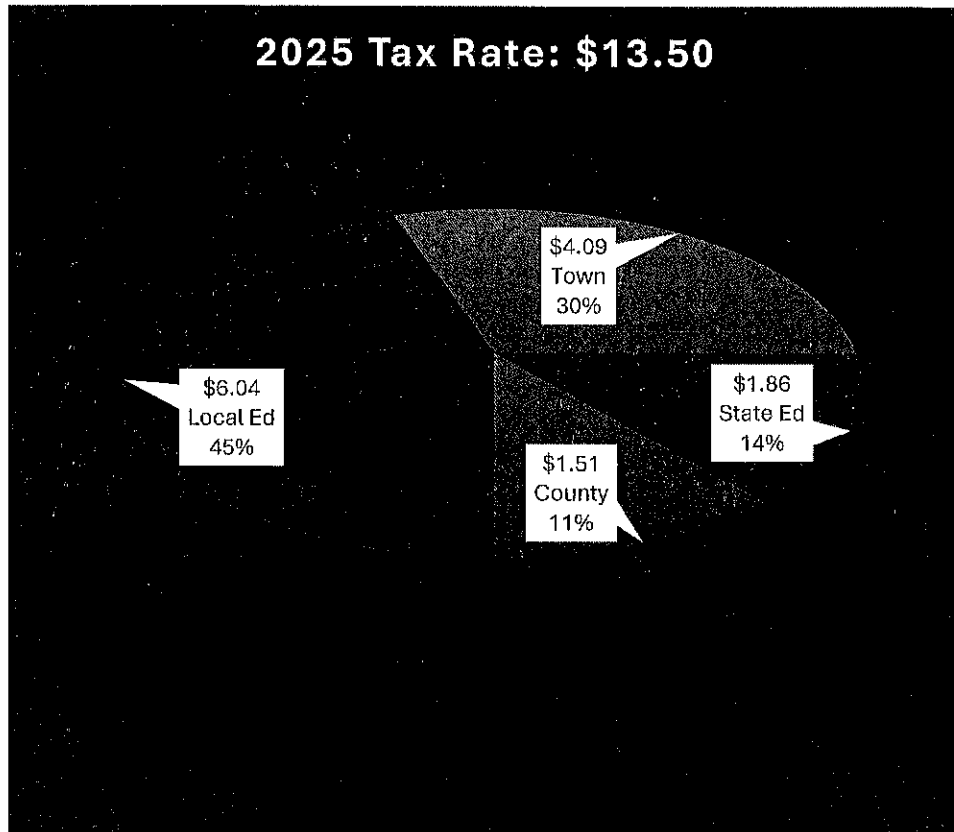 2025 Tax Rate: $13.50
$4.09
Town
30%
$6.04
Local Ed
45%
$1.86
State Ed
14%
$1.51
County
11%